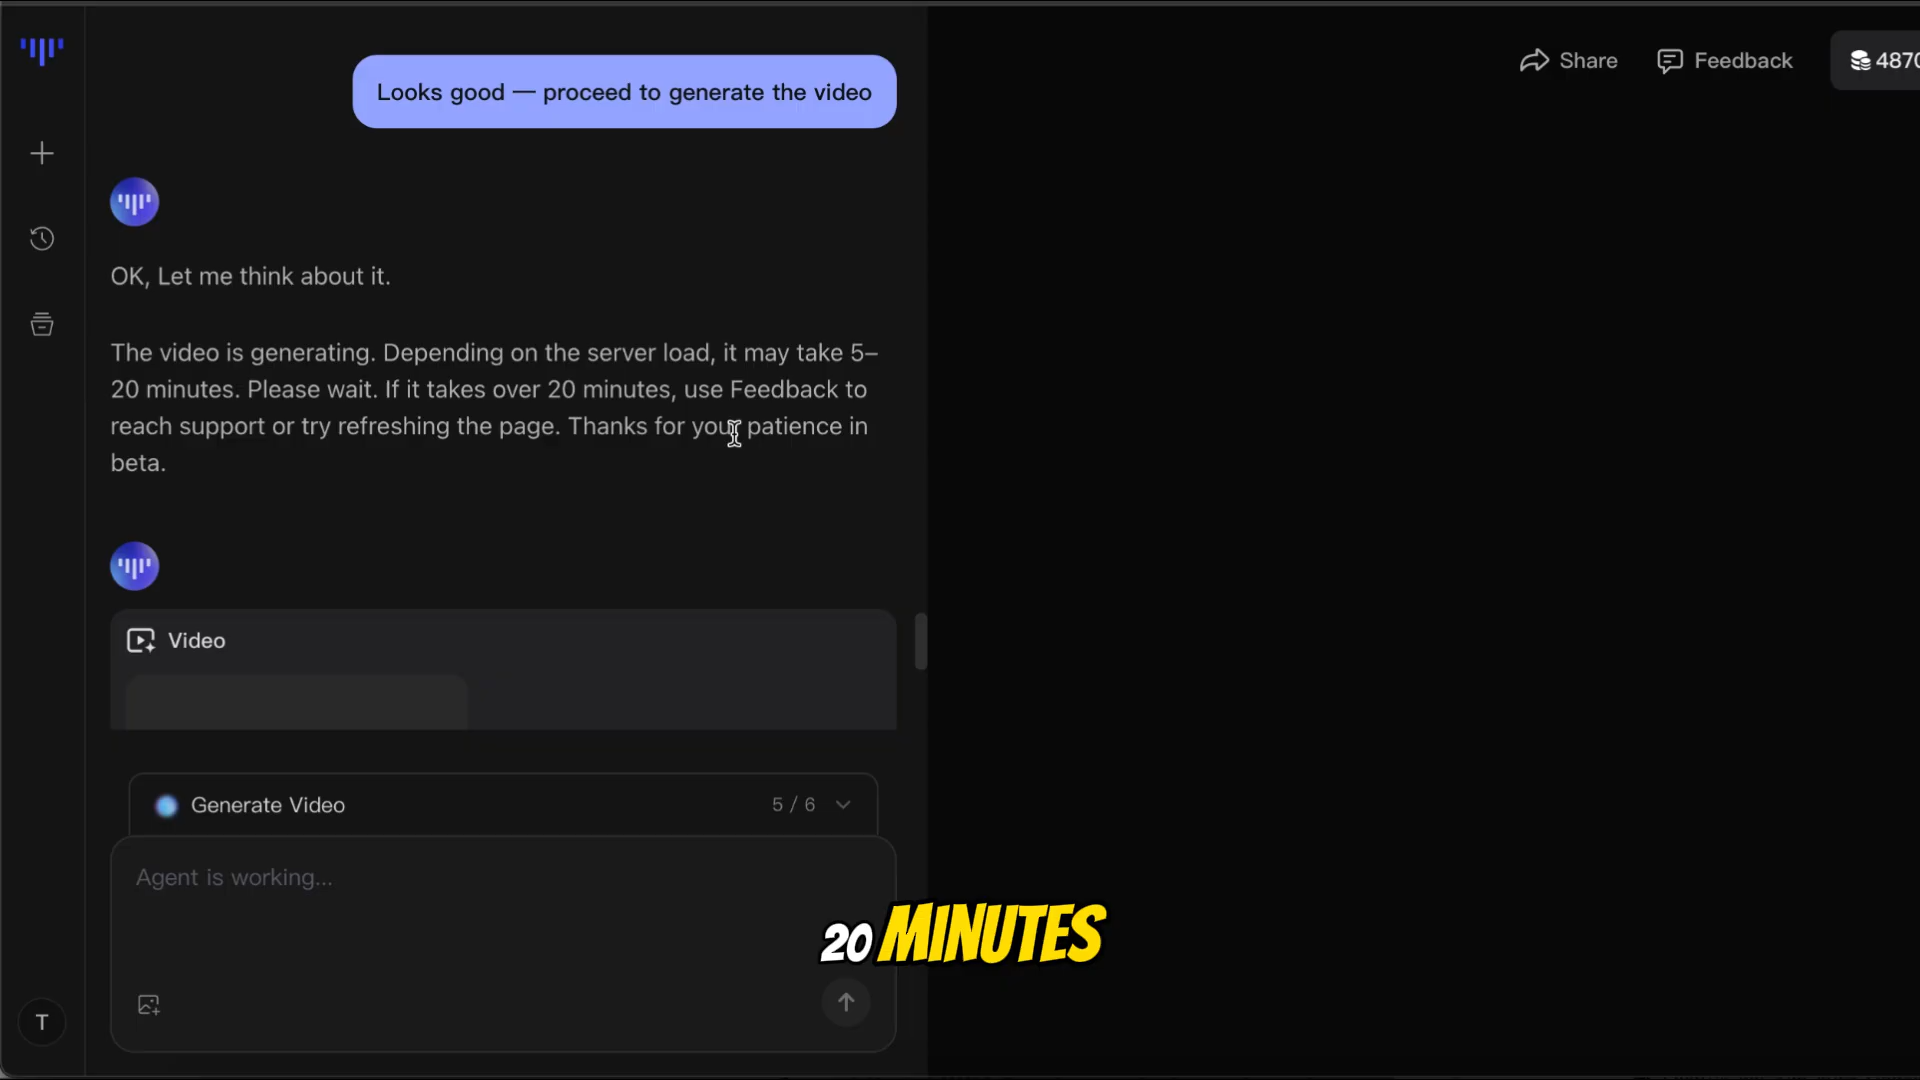 Share
Feedback
4870
Looks good — proceed to generate the video
OK, Let me think about it.
The video is generating. Depending on the server load, it may take 5–
20 minutes. Please wait. If it takes over 20 minutes, use Feedback to
reach support or try refreshing the page. Thanks for your patience in
beta.
Video
Generate Video
5 / 6
Agent is working...
20 MINUTES
T